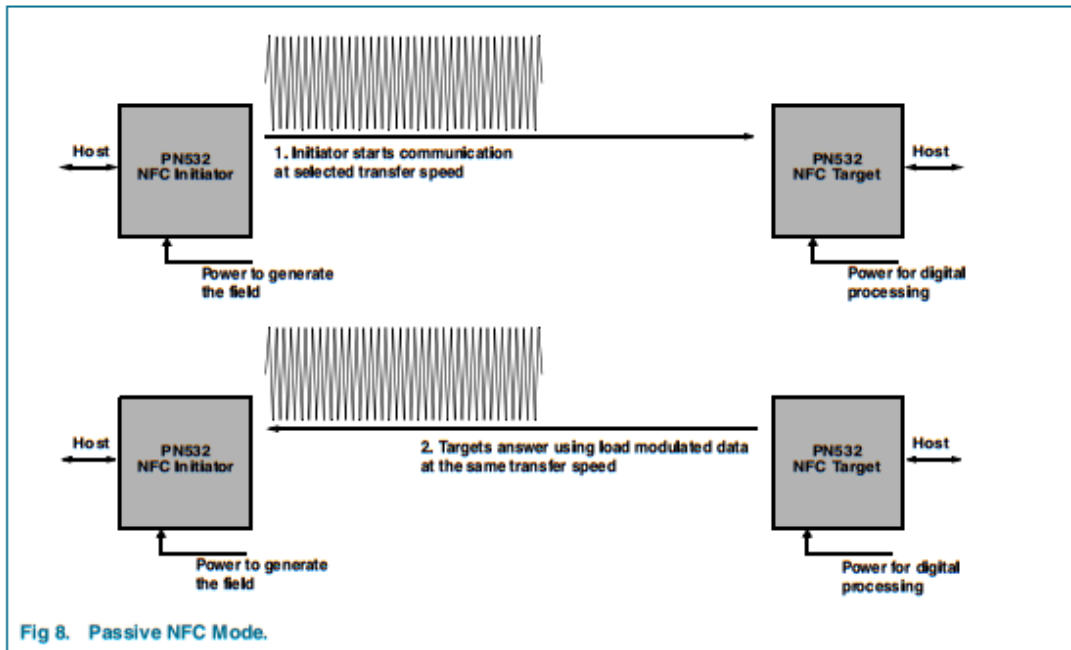 Host
PN532
NFC Initiator
1. Initiator starts communication
at selected transfer speed
PN532
NFC Target
Host
Power to generate
the field
Power for digital
processing
Host
PN532
NFC Initiator
2. Targets answer using load modulated data
at the same transfer speed
PN532
NFC Target
Host
Power to generate
the field
Power for digital
processing
Fig 8. Passive NFC Mode.